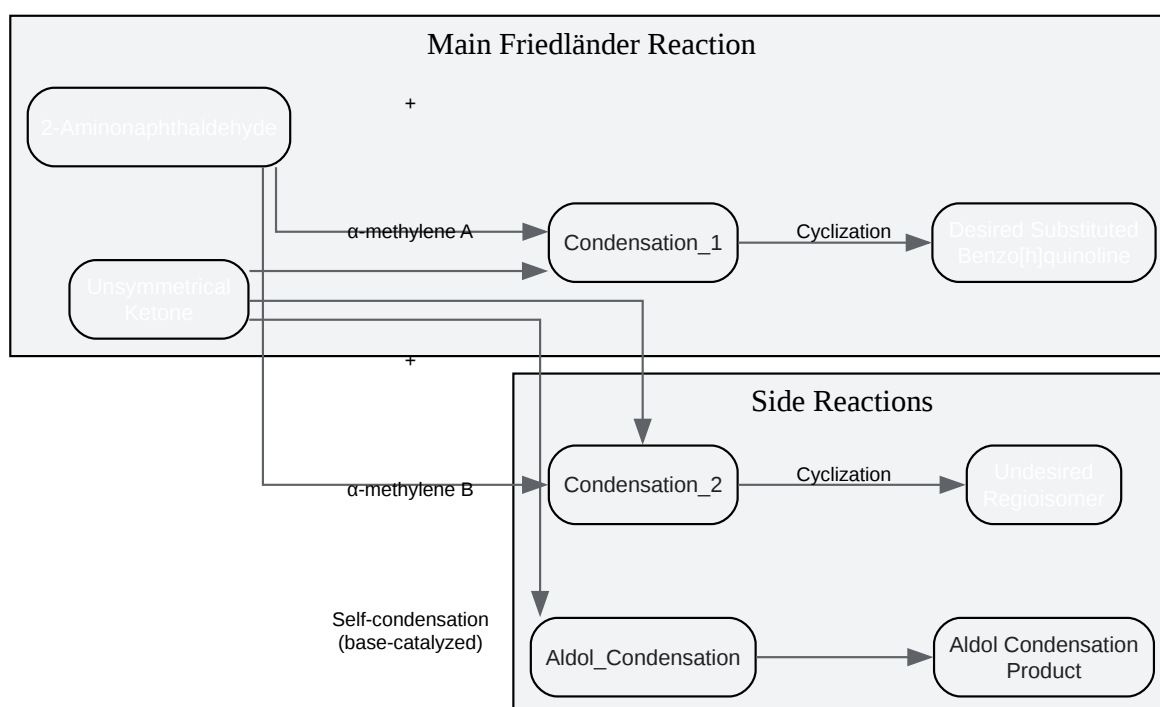 Main Friedländer Reaction
2-Aminonaphthaldehyde
+
α-methylene A
Condensation_1
Cyclization
Desired Substituted
Benzo[h]quinoline
Unsymmetrical
Ketone
+
Side Reactions
α-methylene B
Condensation_2
Cyclization
Undesired
Regioisomer
Self-condensation
(base-catalyzed)
Aldol_Condensation
Aldol Condensation
Product